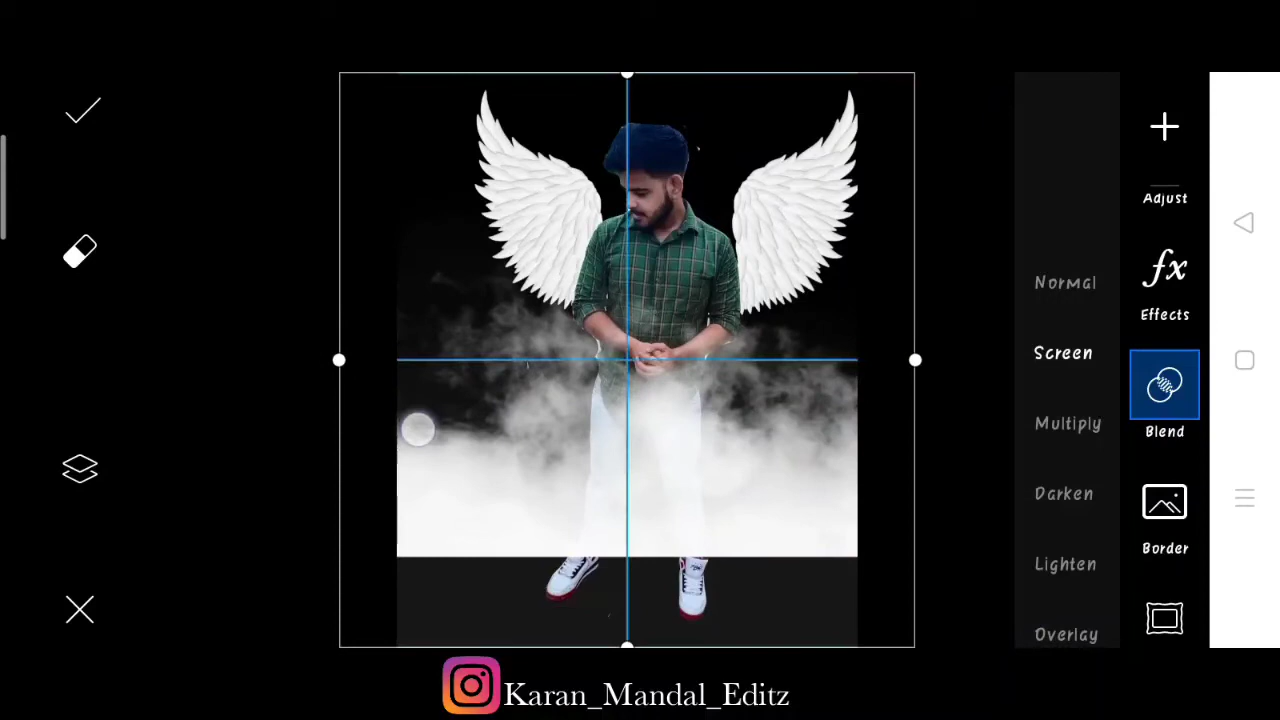 Adjust
fx
Effects
Normal
Screen
Blend
Multiply
Darken
Border
Lighten
Overlay
Karan_Mandal_Editz